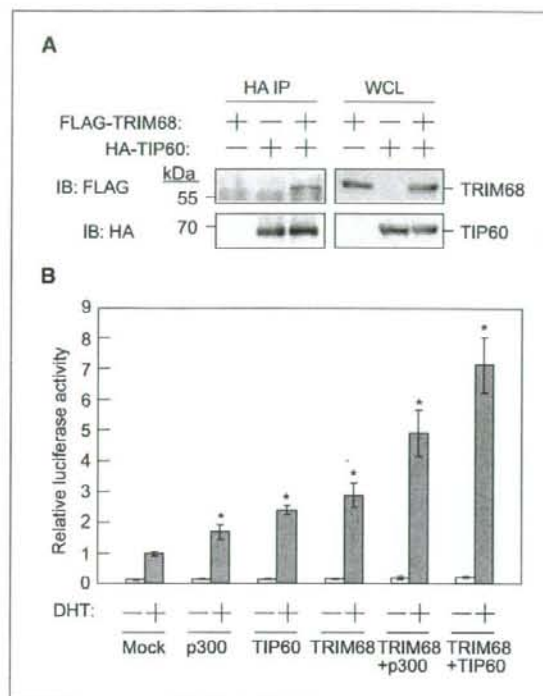 A
HA IP WCL
FLAG-TRIM68: + — + + — +
HA-TIP60: — + + — + +
kDa
IB: FLAG 55 TRIM68
IB: HA 70 TIP60
B
Relative luciferase activity
9
8
7
6
5
4
3
2
1
0
* * * * *
DHT: — + — + — + — + — + — +
Mock p300 TIP60 TRIM68 TRIM68 TRIM68
+p300 +TIP60